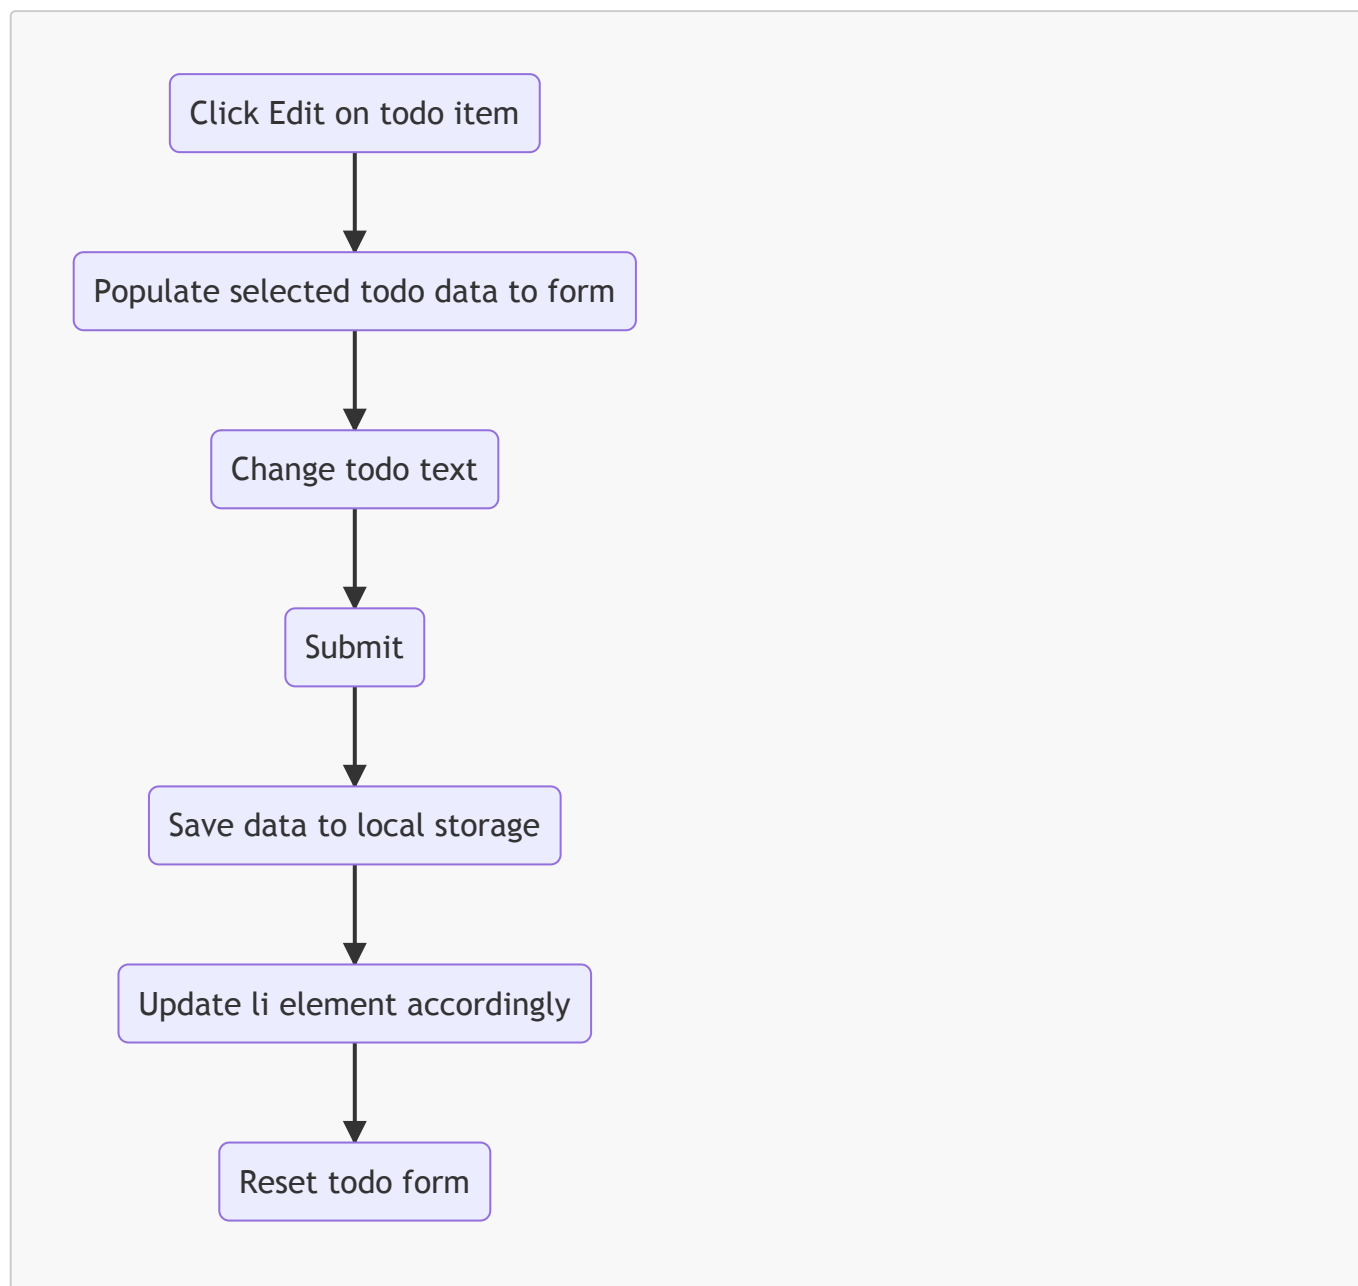 Click Edit on todo item
Populate selected todo data to form
Change todo text
Submit
Save data to local storage
Update li element accordingly
Reset todo form